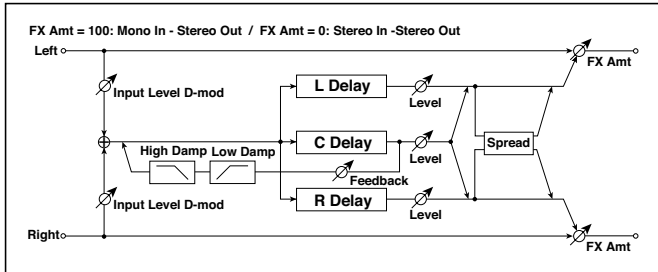 FX Amt = 100: Mono In - Stereo Out / FX Amt = 0: Stereo In -Stereo Out
Left
FX Amt
L Delay
Input Level D-mod
Level
High Damp Low Damp
C Delay
Spread
Level
Feedback
Input Level D-mod
R Delay
Level
Right
FX Amt